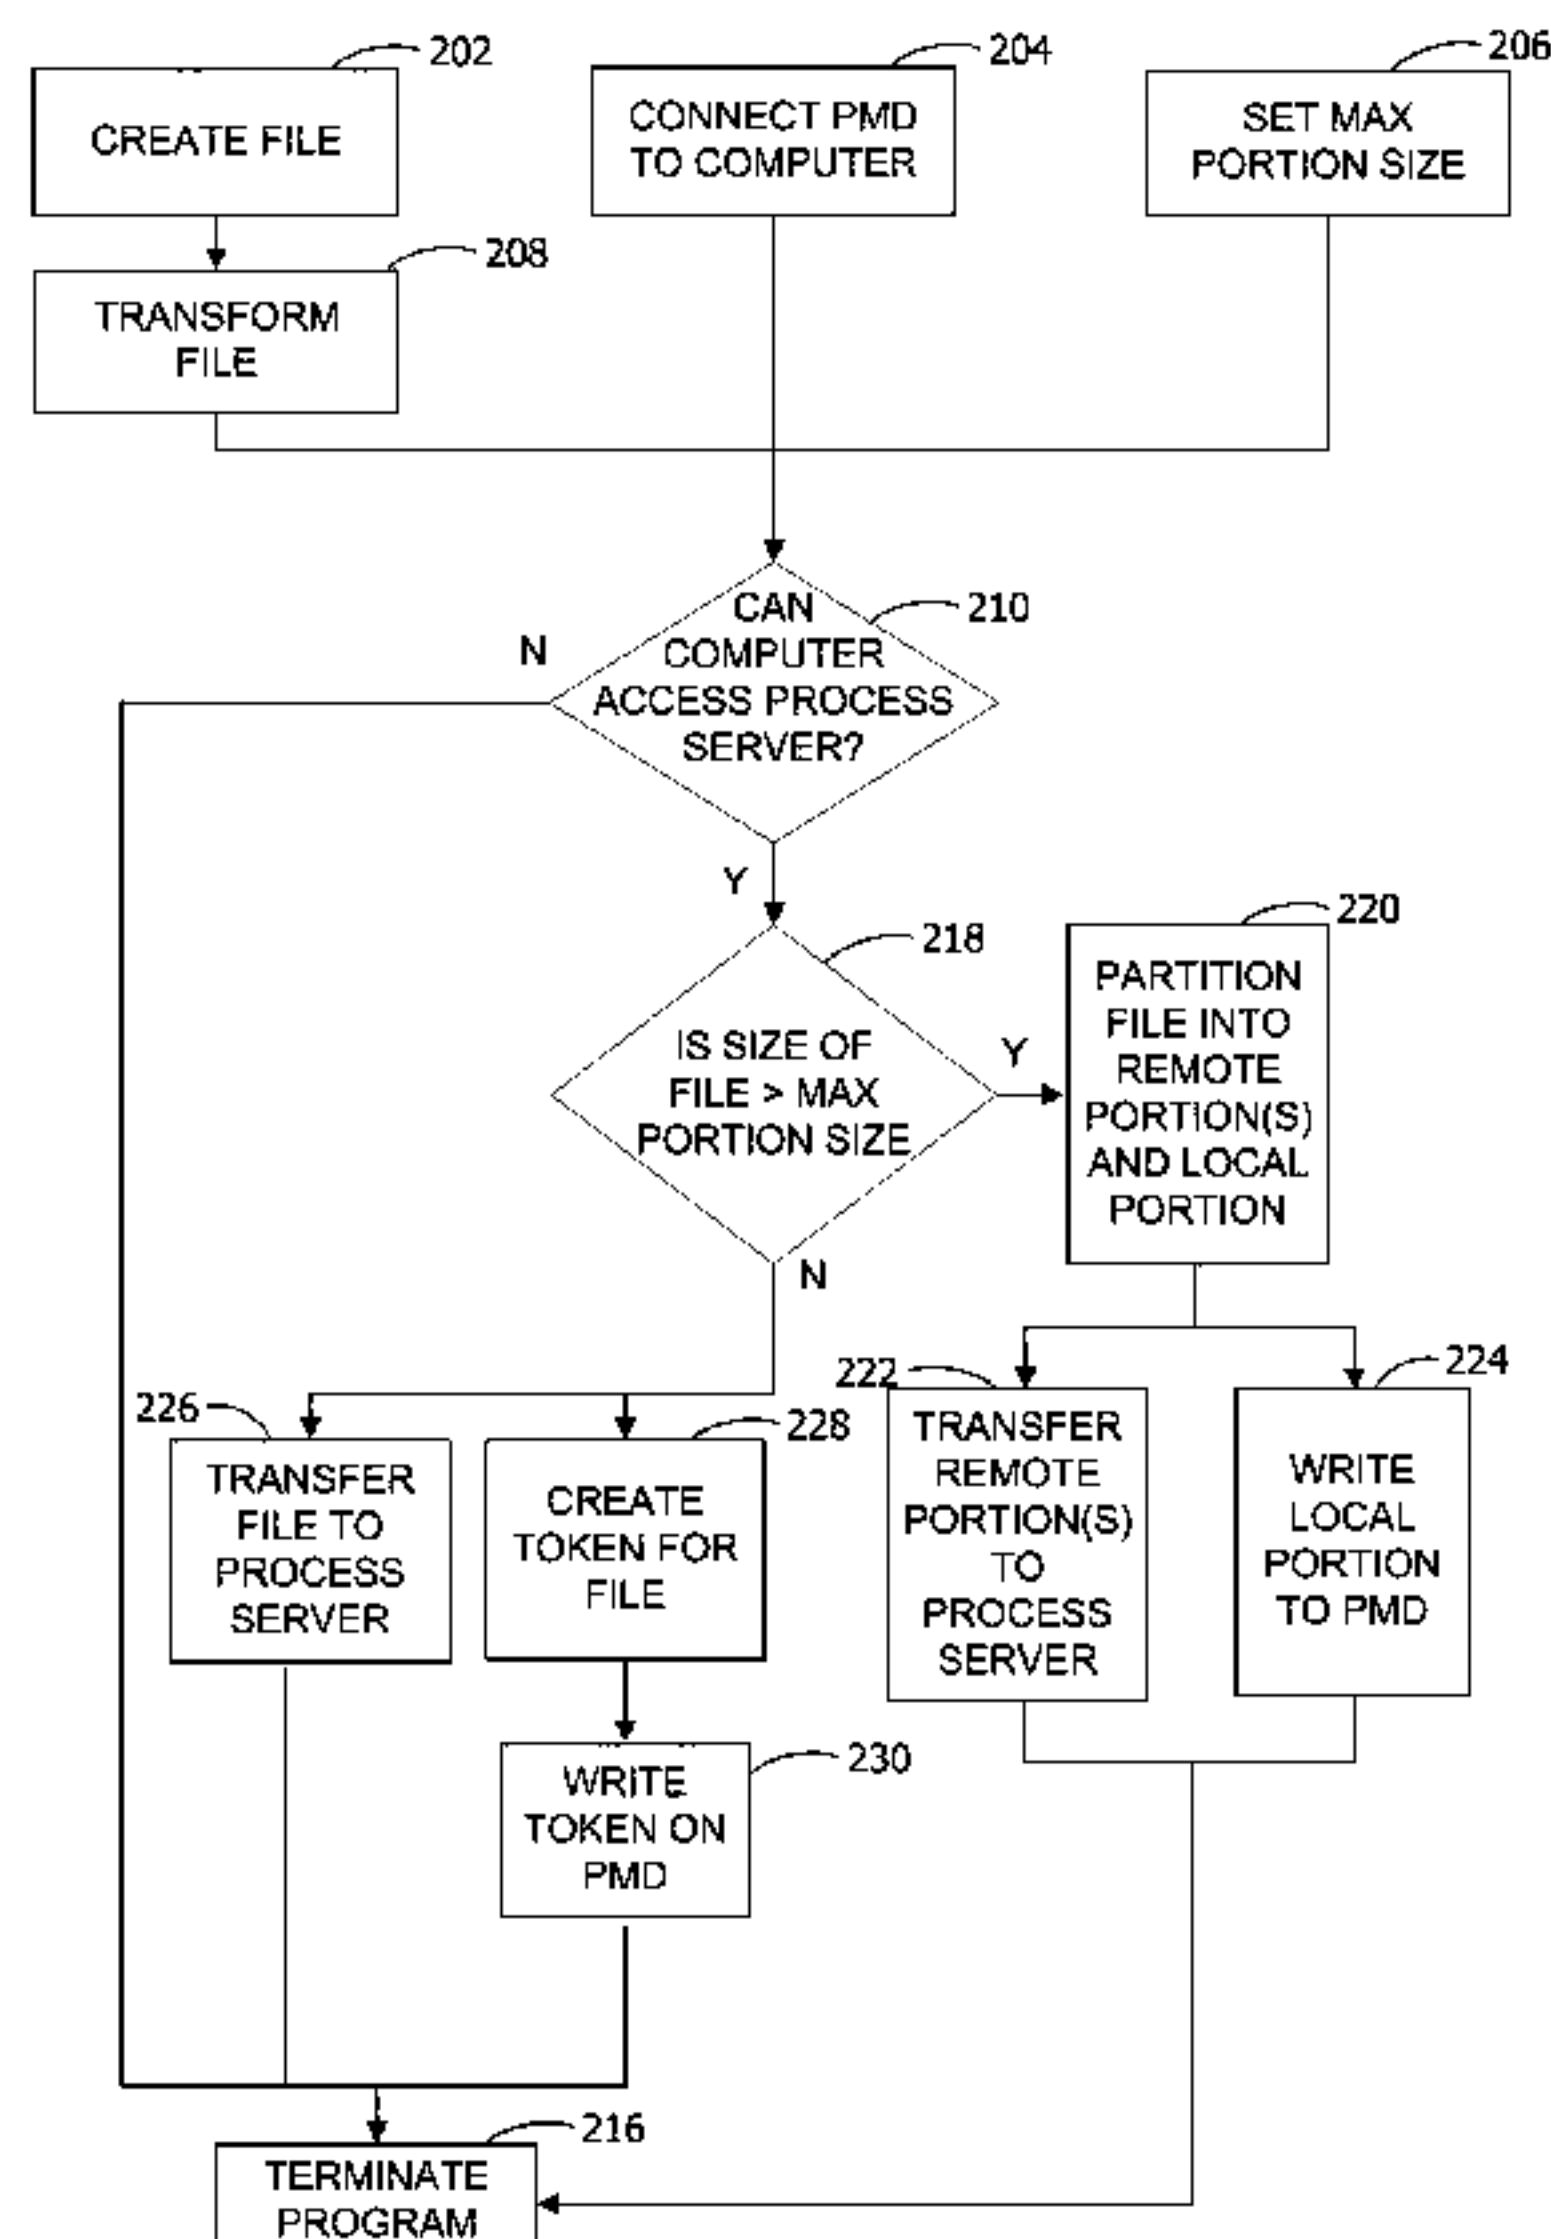 202
CREATE FILE
204
CONNECT PMD
TO COMPUTER
206
SET MAX
PORTION SIZE
208
TRANSFORM
FILE
210
CAN
COMPUTER
ACCESS PROCESS
SERVER?
N
Y
218
IS SIZE OF
FILE > MAX
PORTION SIZE
Y
N
220
PARTITION
FILE INTO
REMOTE
PORTION(S)
AND LOCAL
PORTION
226
TRANSFER
FILE TO
PROCESS
SERVER
228
CREATE
TOKEN FOR
FILE
222
TRANSFER
REMOTE
PORTION(S)
TO
PROCESS
SERVER
224
WRITE
LOCAL
PORTION
TO PMD
230
WRITE
TOKEN ON
PMD
216
TERMINATE
PROGRAM